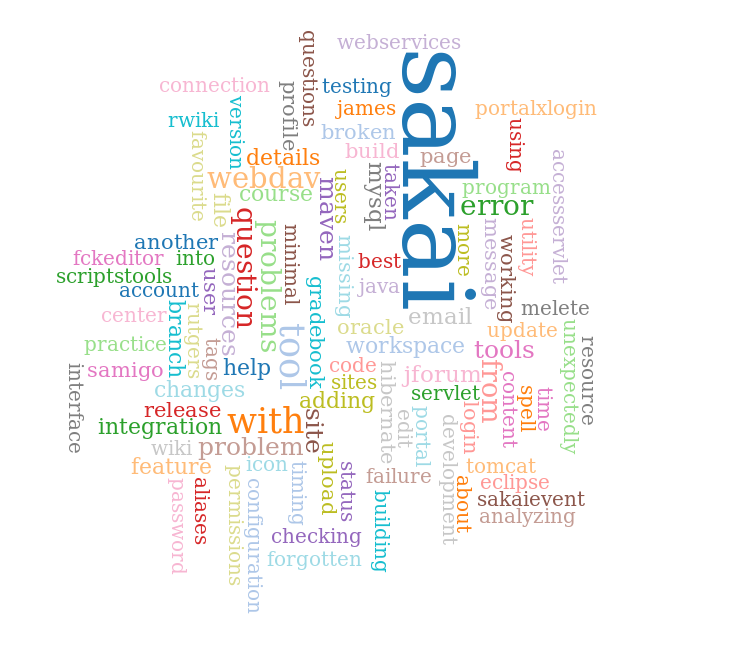 questions
webservices
sakai
connection
profile
testing
version
james
portalxlogin
rwiki
broken
using
favourite
details
build
page
accessservlet
webdav
mysql
taken
course
users
maven
program
file
error
question
problems
resources
another
minimal
missing
more
message
utility
working
fckeditor
into
best
scriptstools
user
account
gradebook
java
center
branch
rutgers
email
melete
tool
oracle
update
unexpectedly
practice
tags
workspace
tools
resource
samigo
help
code
jforum
from
interface
changes
sites
hibernate
content
servlet
spell
time
adding
release
with
site
edit
portal
login
integration
development
wiki
problem
feature
icon
timing
upload
status
failure
tomcat
permissions
about
eclipse
password
aliases
configuration
building
sakaievent
analyzing
checking
forgotten